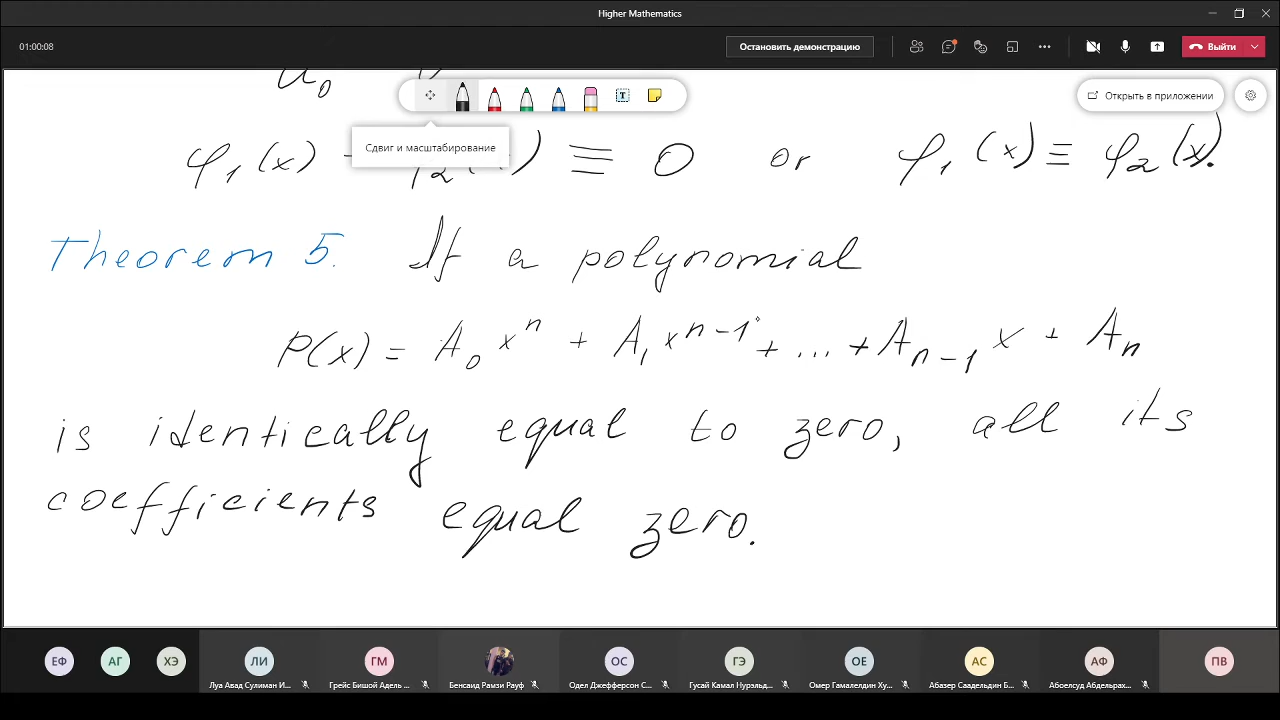 Higher Mathematics
01:00:08
Остановить демонстрацию
Выйти
Открыть в приложении
Сдвиг и масштабирование
φ₁(x) - φ₂(x) ≡ 0 or φ₁(x) ≡ φ₂(x).
Theorem 5. If a polynomial
P(x) = A₀xⁿ + A₁xⁿ⁻¹ + ... + Aₙ₋₁x + Aₙ
is identically equal to zero, all its
coefficients equal zero.
ЕФ АГ ХЭ ЛИ ГМ ОС ГЭ ОЕ АС АФ ПВ
Луа Авад Сулиман И... Грейс Бишой Адель ... Бенсаид Рамзи Рауф Одел Джефферсон С... Гусай Камал Нурэльд... Омер Гамалелдин Ху... Абазер Саадельдин Б... Абоелсуд Абдельрах...